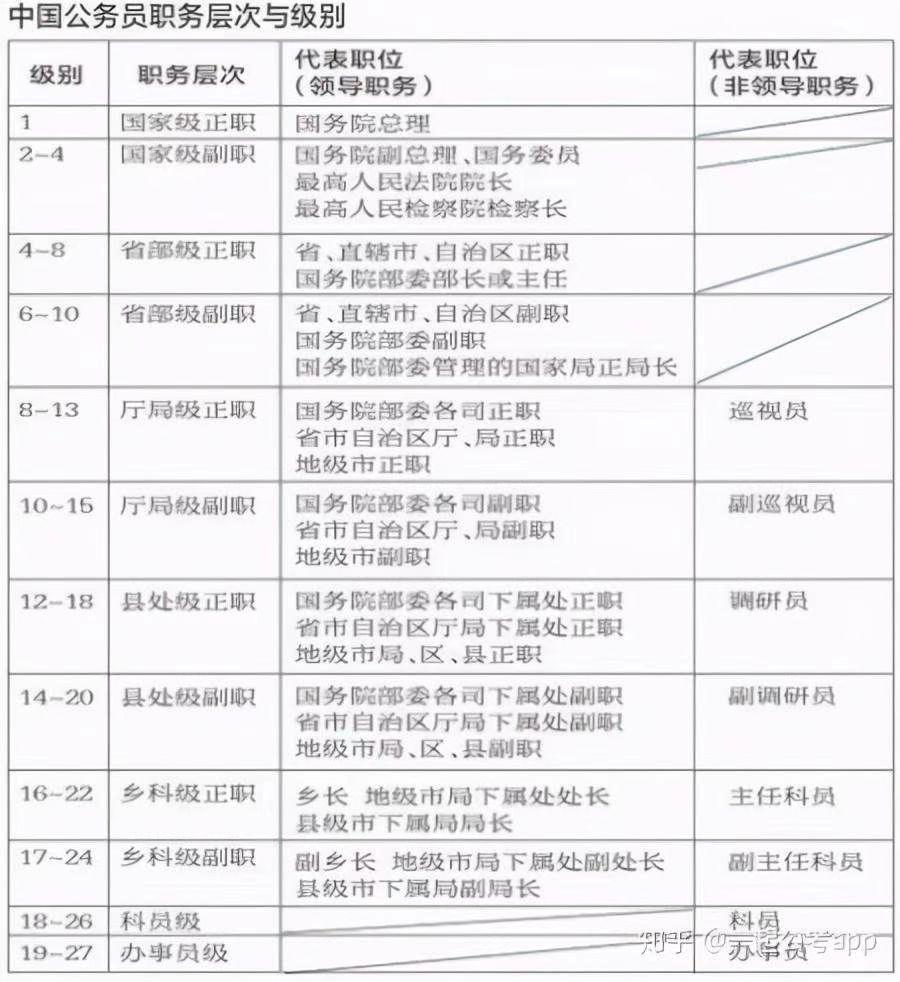 中国公务员职务层次与级别
级别 职务层次 代表职位 代表职位
(领导职务) (非领导职务)
1 国家级正职 国务院总理
2-4 国家级副职 国务院副总理、国务委员
最高人民法院院长
最高人民检察院检察长
4-8 省部级正职 省、直辖市、自治区正职
国务院部委部长或主任
6-10 省部级副职 省、直辖市、自治区副职
国务院部委副职
国务院部委管理的国家局正局长
8-13 厅局级正职 国务院部委各司正职 巡视员
省市自治区厅、局正职
地级市正职
10~15 厅局级副职 国务院部委各司副职 副巡视员
省市自治区厅、局副职
地级市副职
12-18 县处级正职 国务院部委各司下属处正职 调研员
省市自治区厅局下属处正职
地级市局、区、县正职
14-20 县处级副职 国务院部委各司下属处副职 副调研员
省市自治区厅局下属处副职
地级市局、区、县副职
16-22 乡科级正职 乡长 地级市局下属处处长 主任科员
县级市下属局局长
17-24 乡科级副职 副乡长 地级市局下属处副处长 副主任科员
县级市下属局副局长
18-26 科员级 科员
19-27 办事员级 办事员
知乎 @一起公考app